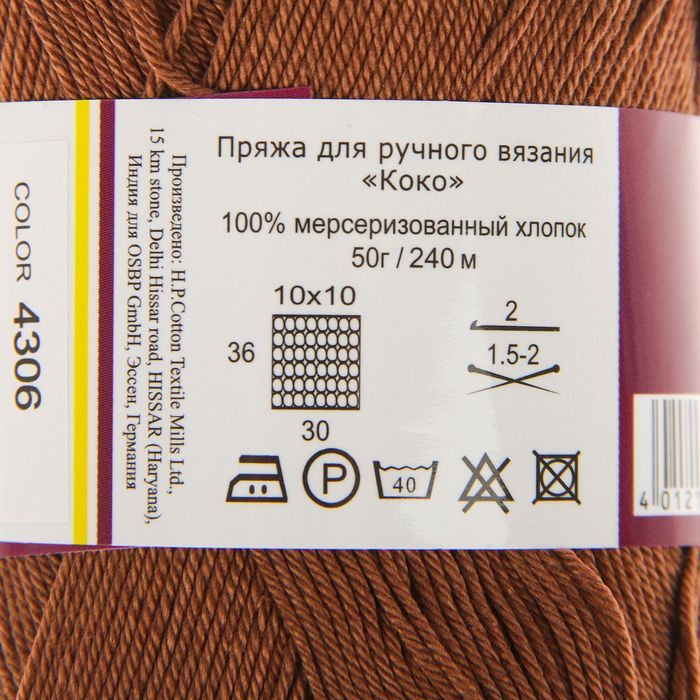 COLOR 4306
Произведено: H.P.Cotton Textile Mills Ltd.,
15 km stone, Delhi Hissar road, HISSAR (Haryana),
Индия для OSBP GmbH, Эссен, Германия
Пряжа для ручного вязания
«Коко»
100% мерсеризованный хлопок
50г / 240 м
10x10
36
30
2
1.5-2
P
40
4 012